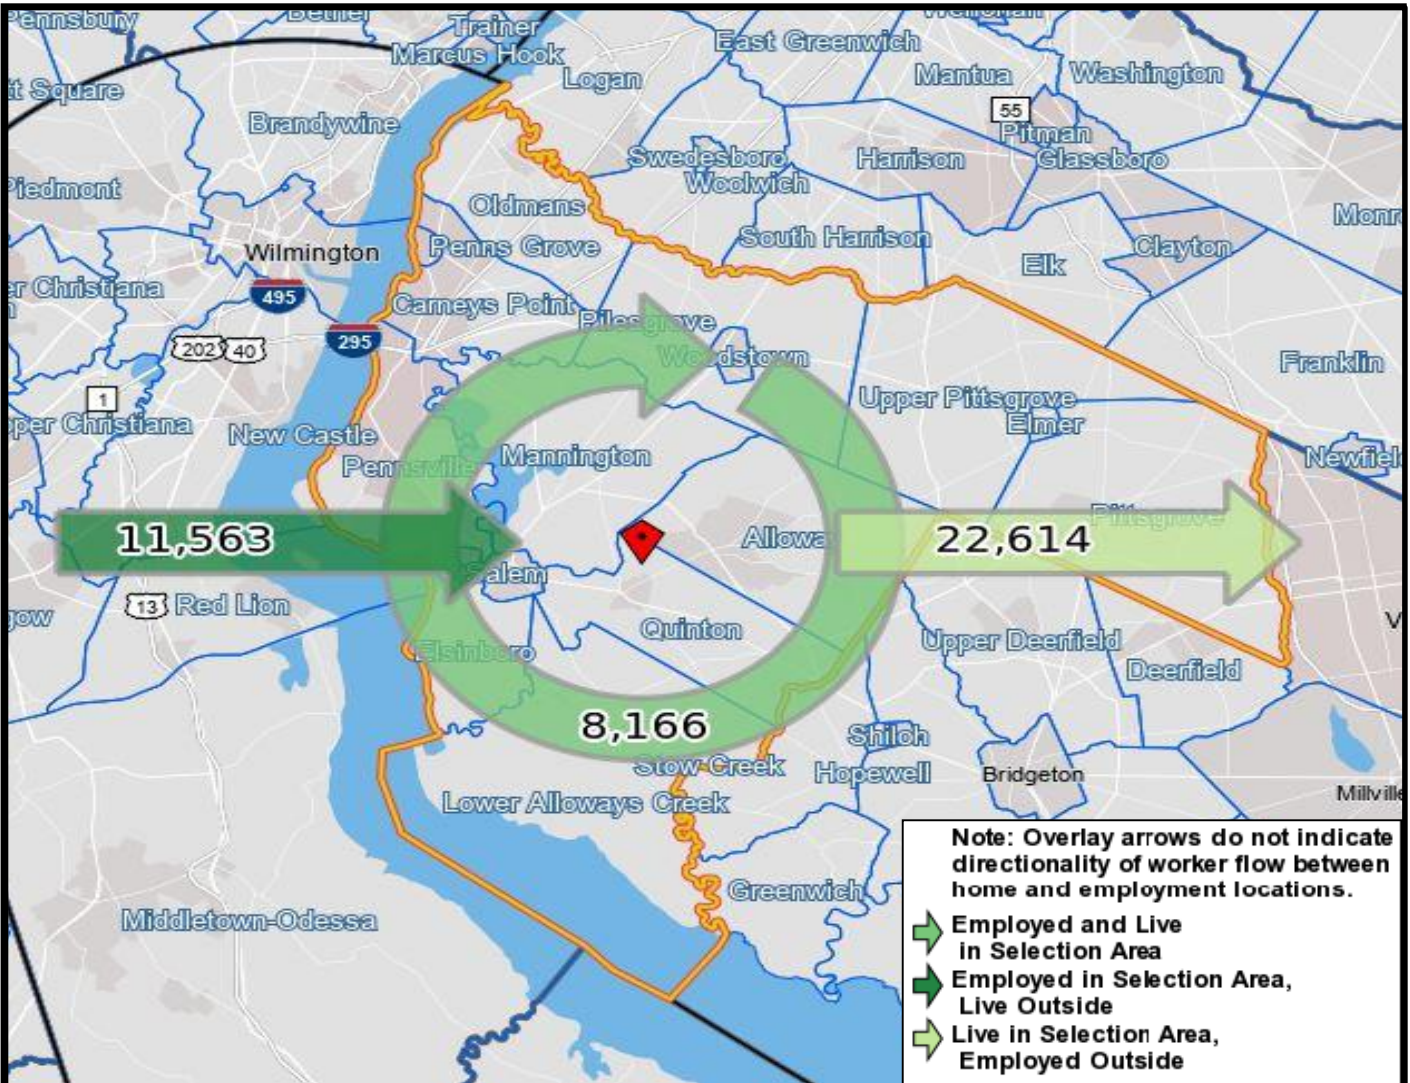 Pennsbury
Bethel
Trainer
Marcus Hook
Logan
East Greenwich
Mantua
Washington
55
Pitman
Glassboro
Brandywine
Swedesboro
Woolwich
Harrison
Piedmont
Oldmans
Penns Grove
South Harrison
Monr
Clayton
Elk
Wilmington
er Christiana
495
Carneys Point
Pilesgrove
Woodstown
295
202
40
Franklin
1
per Christiana
New Castle
Upper Pittsgrove
Elmer
Pennsville
Mannington
Newfiel
11,563
Alloway
22,614
Pittsgrove
Salem
13
Red Lion
gow
V
Quinton
Upper Deerfield
Elsinboro
Deerfield
8,166
Shiloh
Stow Creek
Hopewell
Bridgeton
Millville
Lower Alloways Creek
Greenwich
Middletown-Odessa
Note: Overlay arrows do not indicate
directionality of worker flow between
home and employment locations.
Employed and Live
in Selection Area
Employed in Selection Area,
Live Outside
Live in Selection Area,
Employed Outside